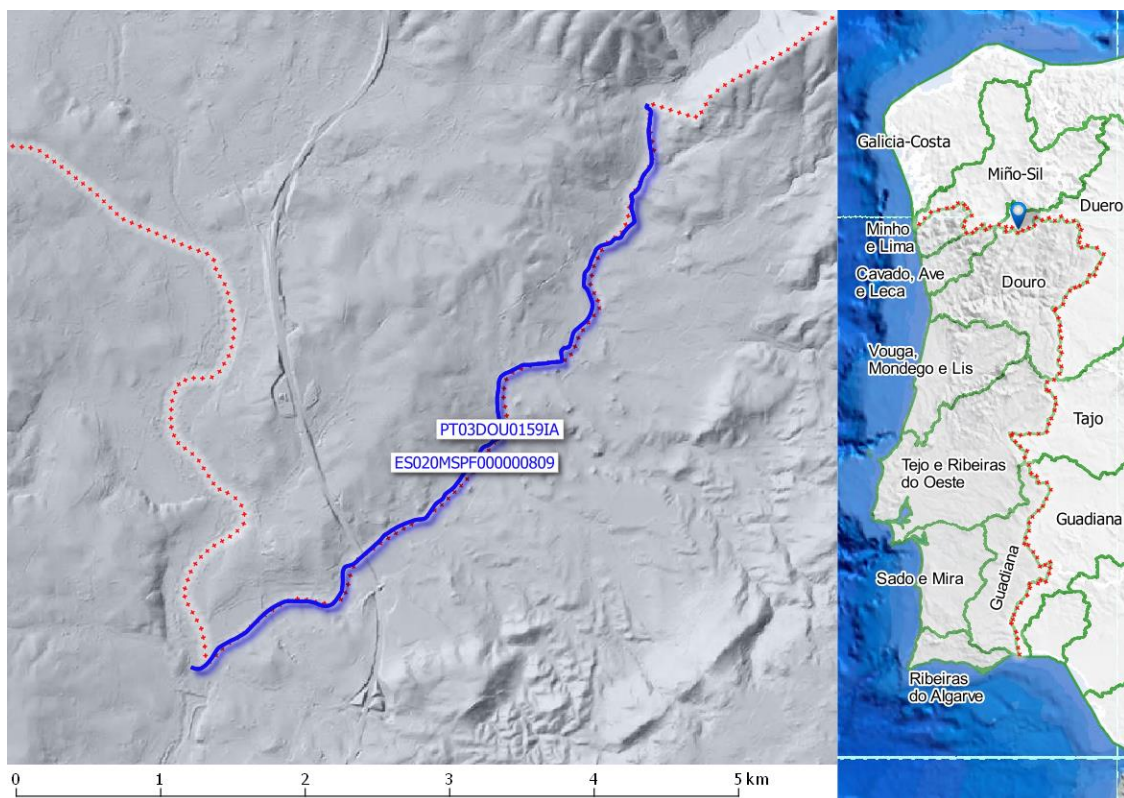 PT03DOU0159IA
ES020MSPF000000809
0 1 2 3 4 5 km
Galicia-Costa
Miño-Sil
Duero
Minho
e Lima
Cavado, Ave
e Leca
Douro
Vouga,
Mondego e Lis
Tajo
Tejo e Ribeiras
do Oeste
Guadiana
Sado e Mira
Guadiana
Ribeiras
do Algarve